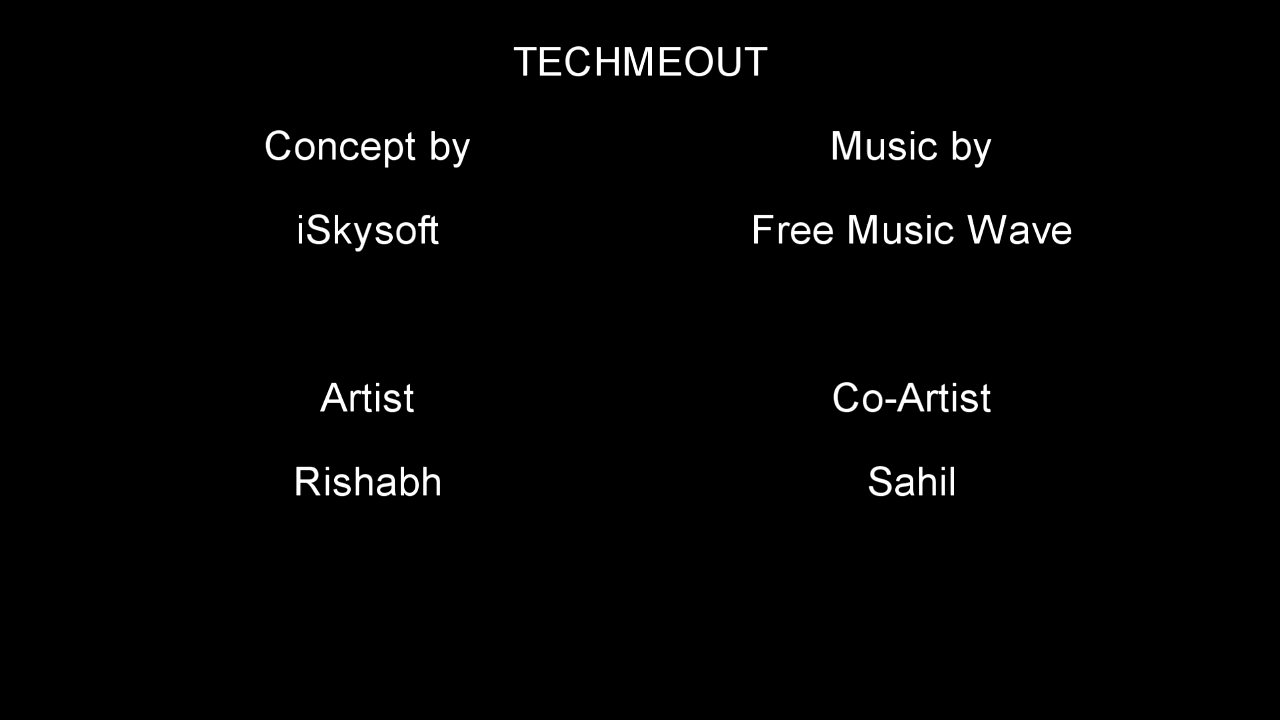 TECHMEOUT
Concept by
iSkysoft
Music by
Free Music Wave
Artist
Rishabh
Co-Artist
Sahil